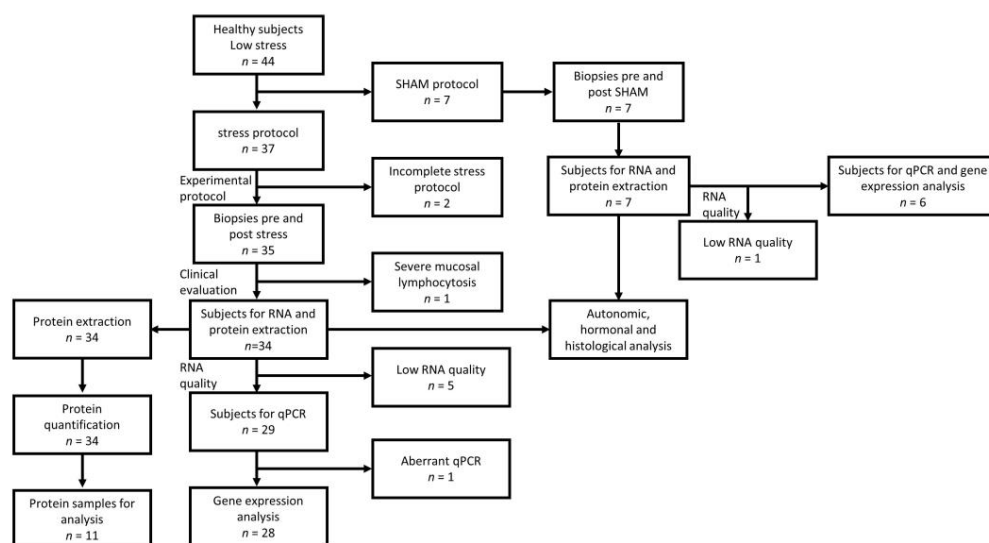 Healthy subjects
Low stress
n = 44
SHAM protocol
n = 7
Biopsies pre and
post SHAM
n = 7
stress protocol
n = 37
Experimental
protocol
Incomplete stress
protocol
n = 2
Subjects for RNA and
protein extraction
n = 7
RNA
quality
Subjects for qPCR and gene
expression analysis
n = 6
Biopsies pre and
post stress
n = 35
Low RNA quality
n = 1
Clinical
evaluation
Severe mucosal
lymphocytosis
n = 1
Protein extraction
n = 34
Subjects for RNA and
protein extraction
n=34
Autonomic,
hormonal and
histological analysis
RNA
quality
Low RNA quality
n = 5
Protein
quantification
n = 34
Subjects for qPCR
n = 29
Aberrant qPCR
n = 1
Protein samples for
analysis
n = 11
Gene expression
analysis
n = 28